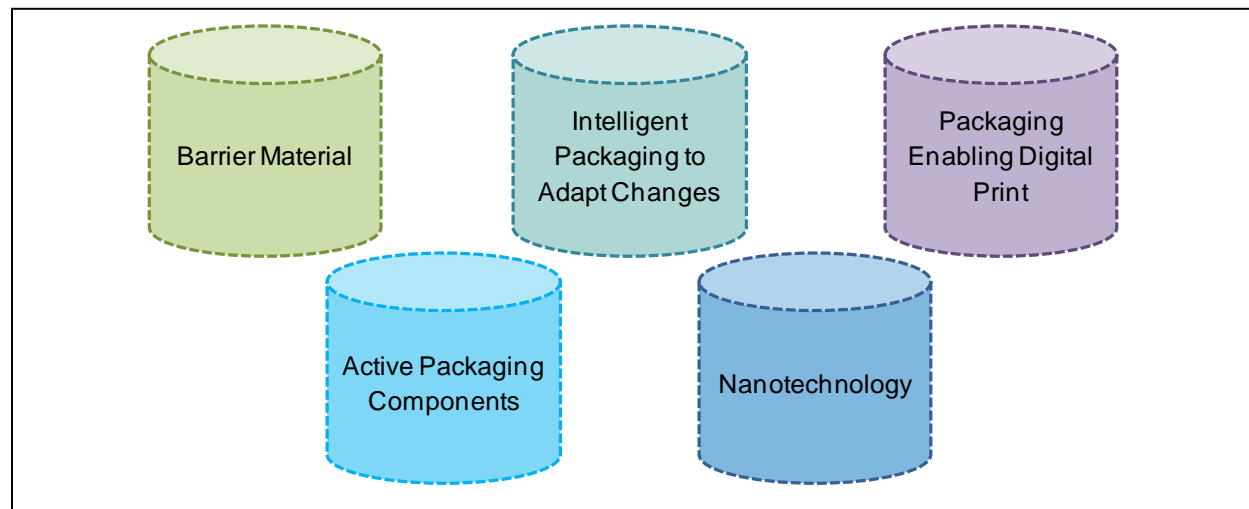 Barrier Material
Intelligent
Packaging to
Adapt Changes
Packaging
Enabling Digital
Print
Active Packaging
Components
Nanotechnology